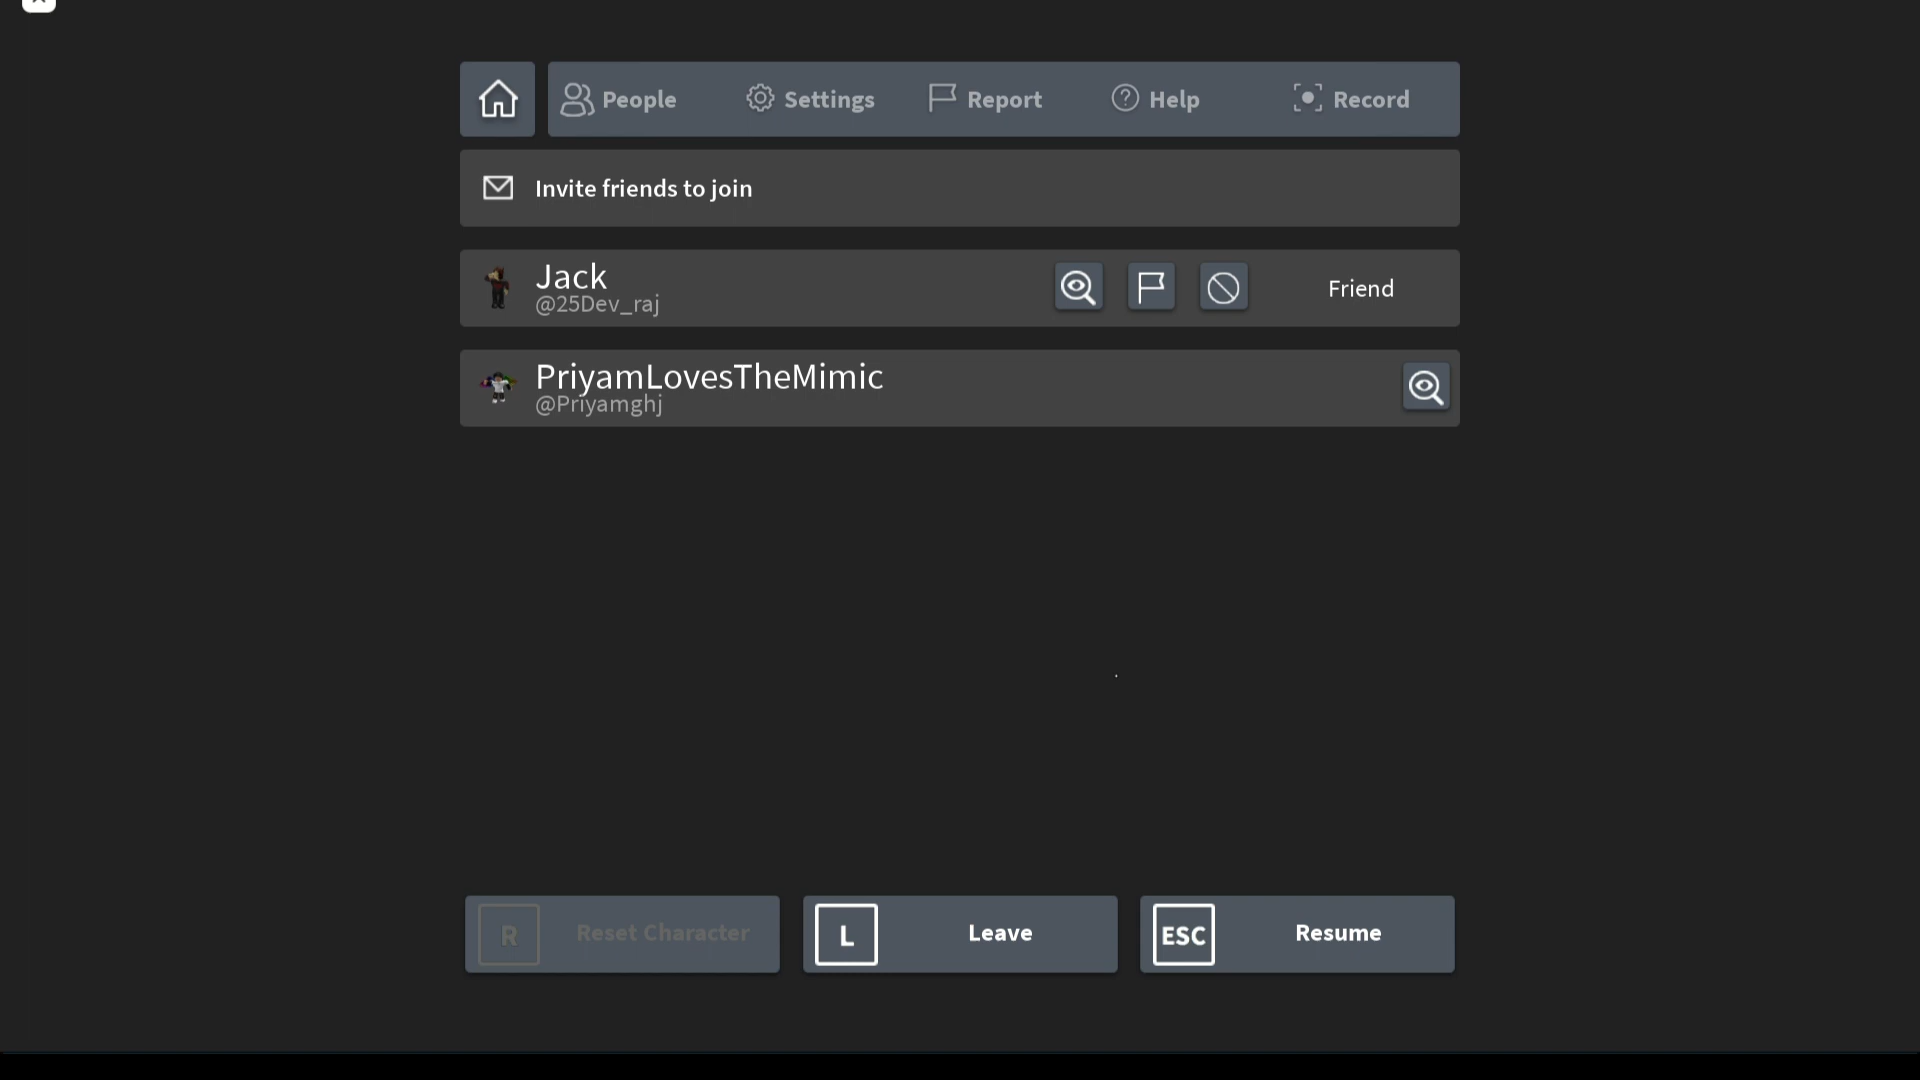 People Settings Report Help Record
Invite friends to join
Jack
@25Dev_raj
Friend
PriyamLovesTheMimic
@Priyamghj
R Reset Character L Leave ESC Resume